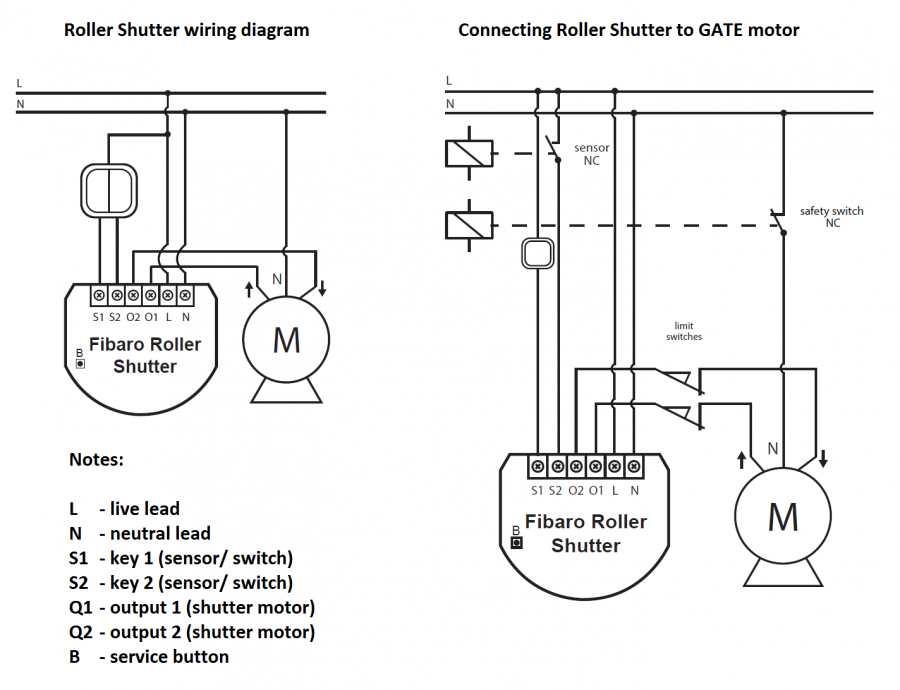 Roller Shutter wiring diagram
L
N
N
S1 S2 O2 O1 L N
B
Fibaro Roller
Shutter
M
Notes:
L - live lead
N - neutral lead
S1 - key 1 (sensor/ switch)
S2 - key 2 (sensor/ switch)
Q1 - output 1 (shutter motor)
Q2 - output 2 (shutter motor)
B - service button
Connecting Roller Shutter to GATE motor
L
N
sensor
NC
safety switch
NC
limit
switches
N
S1 S2 O2 O1 L N
B
Fibaro Roller
Shutter
M